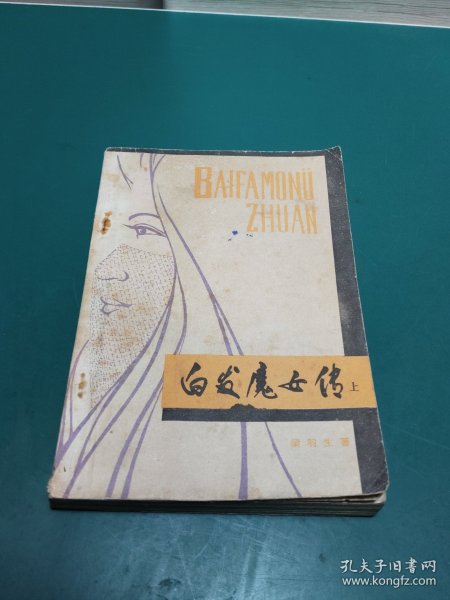 BAIFAMONÜ
ZHUAN
白发魔女传 上
梁羽生著
孔夫子旧书网
www.kongfz.com